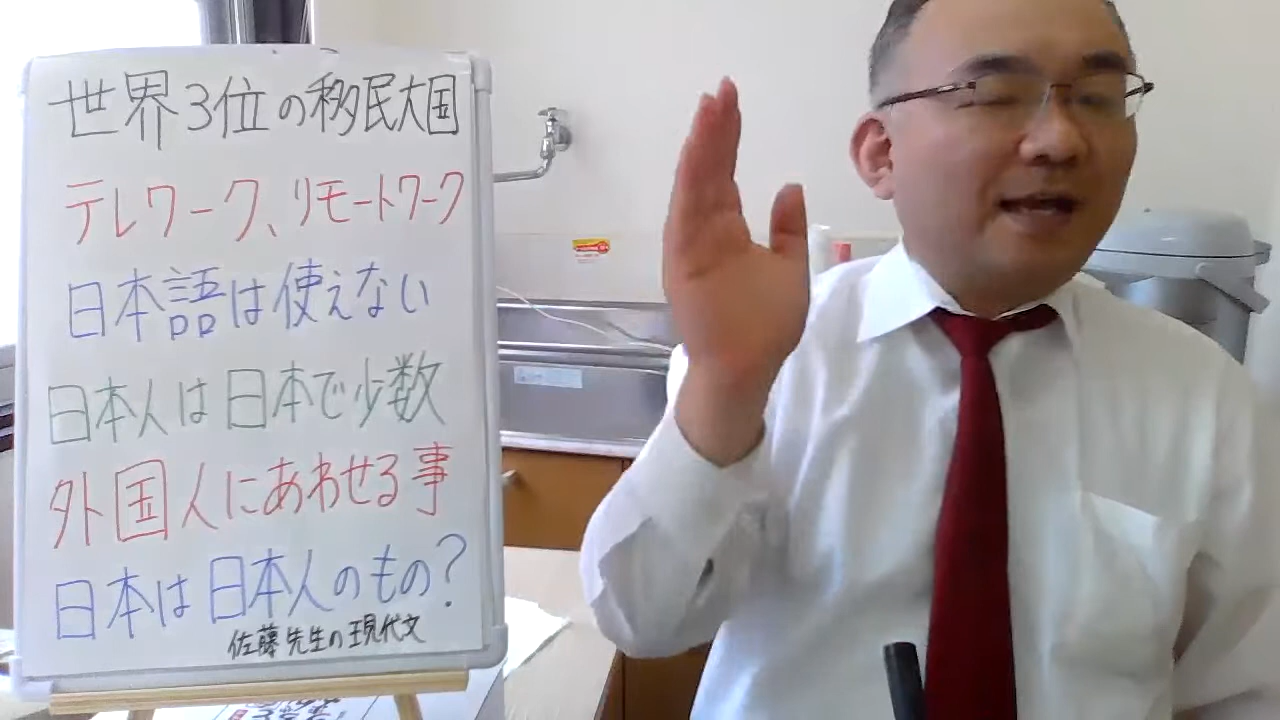 世界3位の移民大国
テレワーク、リモートワーク
日本語は使えない
日本人は日本で少数
外国人にあわせる事
日本は日本人のもの?
佐藤先生の現代文